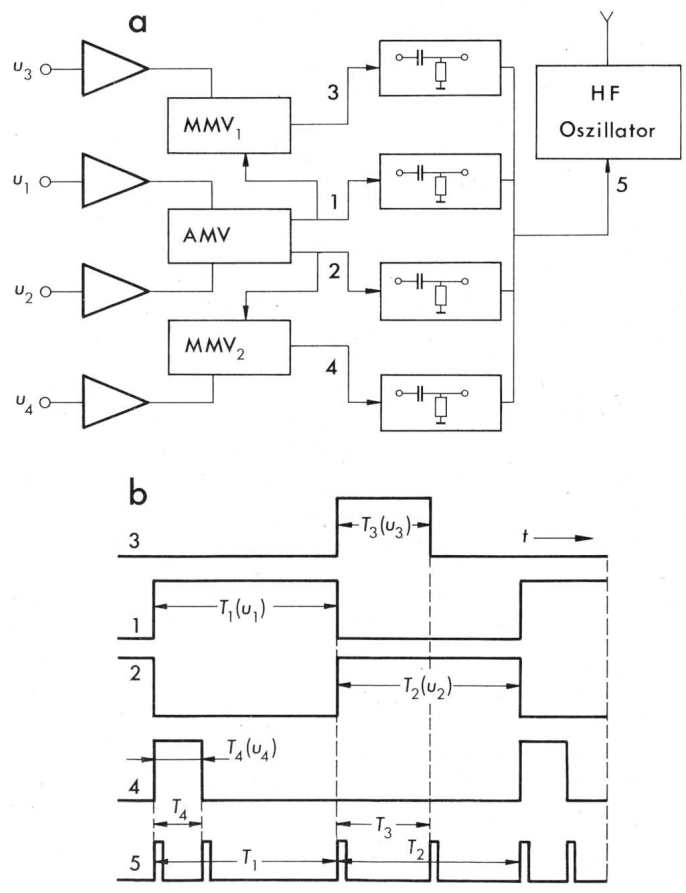 a
u₃
MMV₁
3
HF
Oszillator
u₁
1
5
AMV
u₂
2
MMV₂
4
u₄
b
T₃(u₃)
t
3
T₁(u₁)
1
2
T₂(u₂)
T₄(u₄)
4
T₄
T₃
T₁
T₂
5